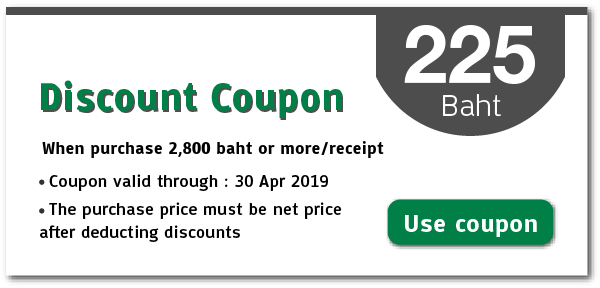 225
Baht
Discount Coupon
When purchase 2,800 baht or more/receipt
• Coupon valid through : 30 Apr 2019
• The purchase price must be net price
after deducting discounts
Use coupon